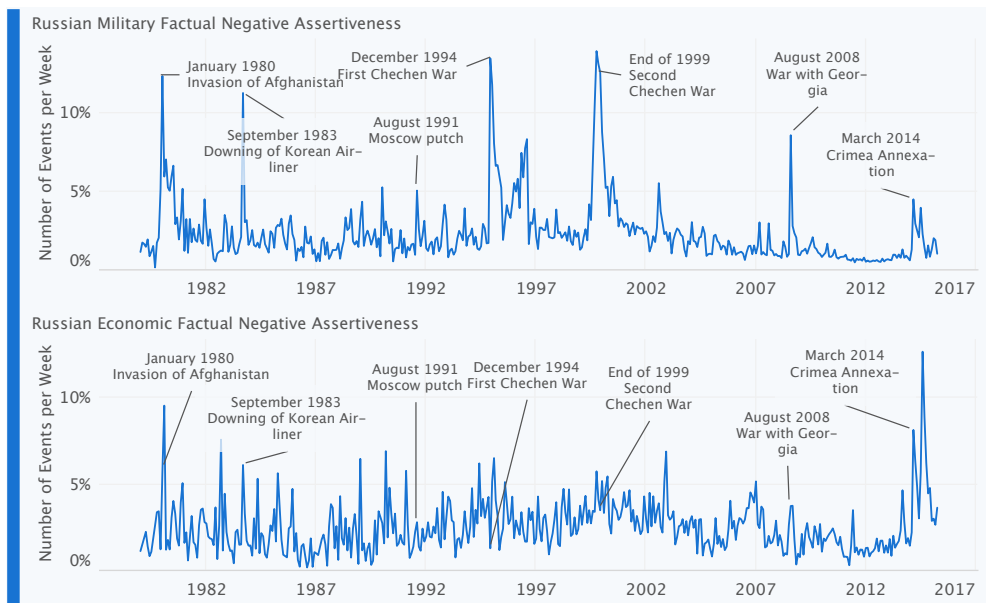 Russian Military Factual Negative Assertiveness
Number of Events per Week
10%
5%
0%
January 1980
Invasion of Afghanistan
September 1983
Downing of Korean Air–
liner
August 1991
Moscow putch
December 1994
First Chechen War
End of 1999
Second
Chechen War
August 2008
War with Geor–
gia
March 2014
Crimea Annexa–
tion
1982 1987 1992 1997 2002 2007 2012 2017
Russian Economic Factual Negative Assertiveness
Number of Events per Week
10%
5%
0%
January 1980
Invasion of Afghanistan
September 1983
Downing of Korean Air–
liner
August 1991
Moscow putch
December 1994
First Chechen War
End of 1999
Second
Chechen War
August 2008
War with Geor–
gia
March 2014
Crimea Annexa–
tion
1982 1987 1992 1997 2002 2007 2012 2017